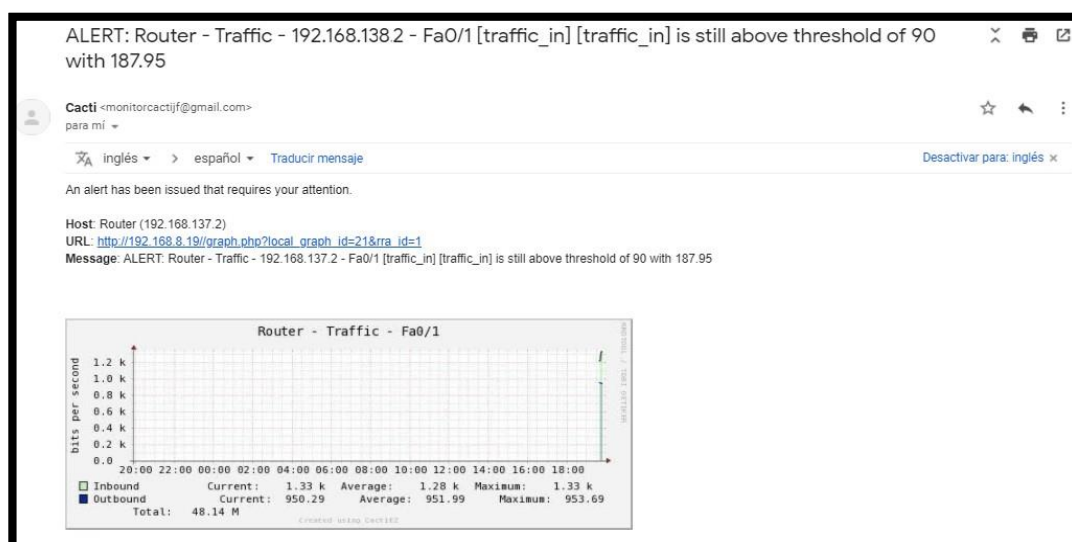 ALERT: Router - Traffic - 192.168.138.2 - Fa0/1 [traffic_in] [traffic_in] is still above threshold of 90
with 187.95
Cacti <monitorcactijf@gmail.com>
para mí
inglés > español Traducir mensaje Desactivar para: inglés ×
An alert has been issued that requires your attention.
Host: Router (192.168.137.2)
URL: http://192.168.8.19//graph.php?local_graph_id=21&rra_id=1
Message: ALERT: Router - Traffic - 192.168.137.2 - Fa0/1 [traffic_in] [traffic_in] is still above threshold of 90 with 187.95
Router - Traffic - Fa0/1
bits per second
1.2 k
1.0 k
0.8 k
0.6 k
0.4 k
0.2 k
0.0
20:00 22:00 00:00 02:00 04:00 06:00 08:00 10:00 12:00 14:00 16:00 18:00
Inbound Current: 1.33 k Average: 1.28 k Maximum: 1.33 k
Outbound Current: 950.29 Average: 951.99 Maximum: 953.69
Total: 48.14 M
Created using CactiEZ
RRDTOOL / TOBI OETIKER